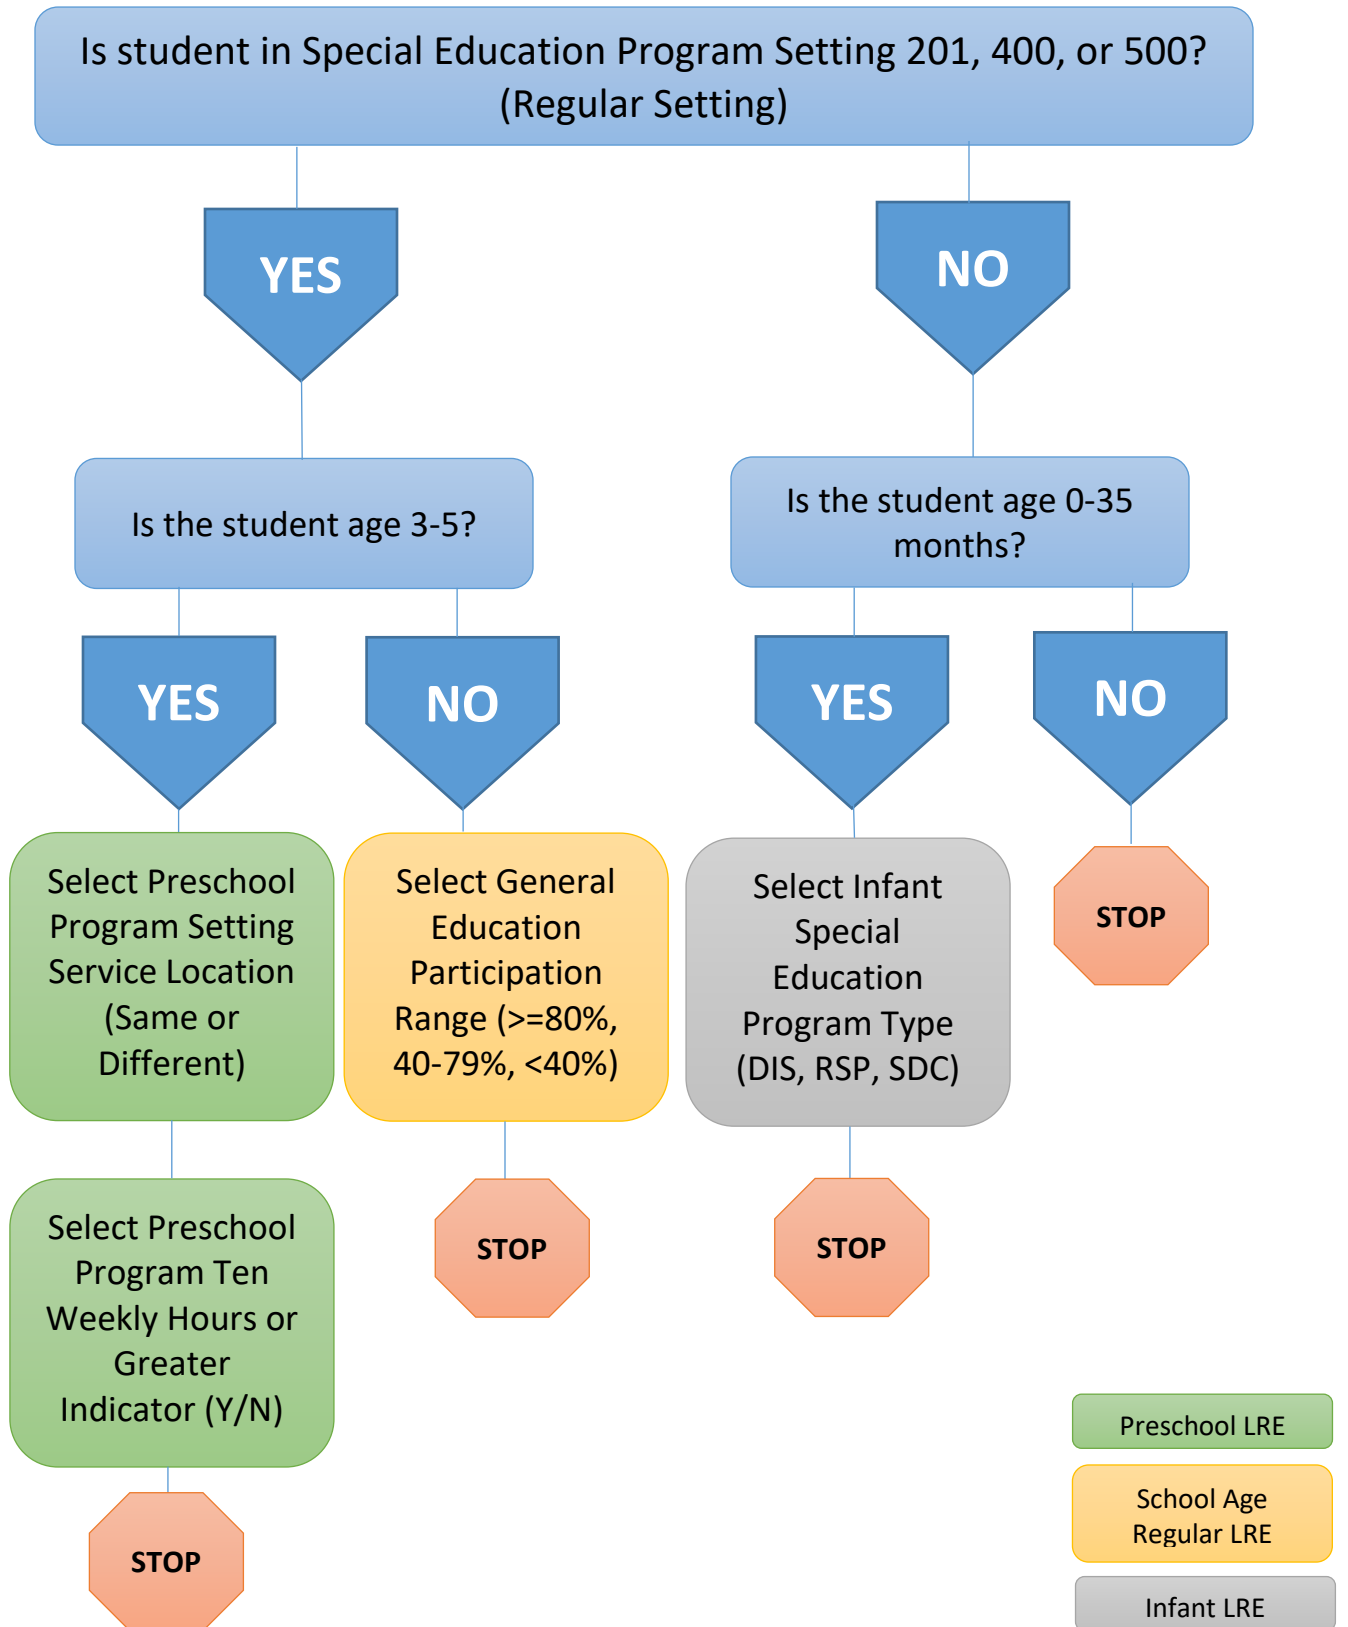 Is student in Special Education Program Setting 201, 400, or 500?
(Regular Setting)
YES
NO
Is the student age 3-5?
Is the student age 0-35
months?
YES
NO
YES
NO
Select Preschool
Program Setting
Service Location
(Same or
Different)
Select General
Education
Participation
Range (>=80%,
40-79%, <40%)
Select Infant
Special
Education
Program Type
(DIS, RSP, SDC)
STOP
Select Preschool
Program Ten
Weekly Hours or
Greater
Indicator (Y/N)
STOP
STOP
STOP
Preschool LRE
School Age
Regular LRE
Infant LRE